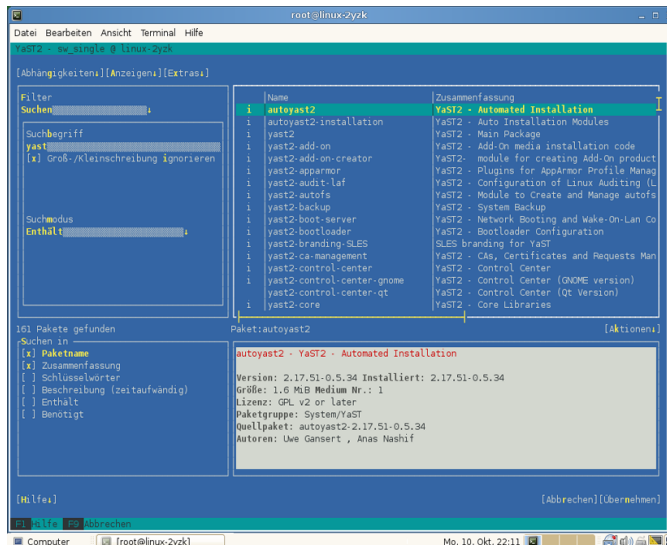 root@linux-2yzk
Datei Bearbeiten Ansicht Terminal Hilfe
YaST2 - sw_single @ linux-2yzk
[Abhängigkeiten↓][Anzeigen↓][Extras↓]
Filter
Suchen
Suchbegriff
yast
[x] Groß-/Kleinschreibung ignorieren
Suchmodus
Enthält
161 Pakete gefunden
Suchen in
[x] Paketname
[x] Zusammenfassung
[ ] Schlüsselwörter
[ ] Beschreibung (zeitaufwändig)
[ ] Enthält
[ ] Benötigt
Name Zusammenfassung
i autoyast2 YaST2 - Automated Installation
i autoyast2-installation YaST2 - Auto Installation Modules
i yast2 YaST2 - Main Package
i yast2-add-on YaST2 - Add-On media installation code
i yast2-add-on-creator YaST2- module for creating Add-On product
i yast2-apparmor YaST2 - Plugins for AppArmor Profile Manag
i yast2-audit-laf YaST2 - Configuration of Linux Auditing (L
i yast2-autofs YaST2 - Module to Create and Manage autofs
i yast2-backup YaST2 - System Backup
i yast2-boot-server YaST2 - Network Booting and Wake-On-Lan Co
i yast2-bootloader YaST2 - Bootloader Configuration
i yast2-branding-SLES SLES branding for YaST
i yast2-ca-management YaST2 - CAs, Certificates and Requests Man
i yast2-control-center YaST2 - Control Center
i yast2-control-center-gnome YaST2 - Control Center (GNOME version)
yast2-control-center-qt YaST2 - Control Center (Qt Version)
i yast2-core YaST2 - Core Libraries
Paket:autoyast2 [Aktionen↓]
autoyast2 - YaST2 - Automated Installation
Version: 2.17.51-0.5.34 Installiert: 2.17.51-0.5.34
Größe: 1.6 MiB Medium Nr.: 1
Lizenz: GPL v2 or later
Paketgruppe: System/YaST
Quellpaket: autoyast2-2.17.51-0.5.34
Autoren: Uwe Gansert , Anas Nashif
[Hilfe↓] [Abbrechen][Übernehmen]
F1 Hilfe F9 Abbrechen
Computer [root@linux-2yzk] Mo. 10. Okt. 22:11